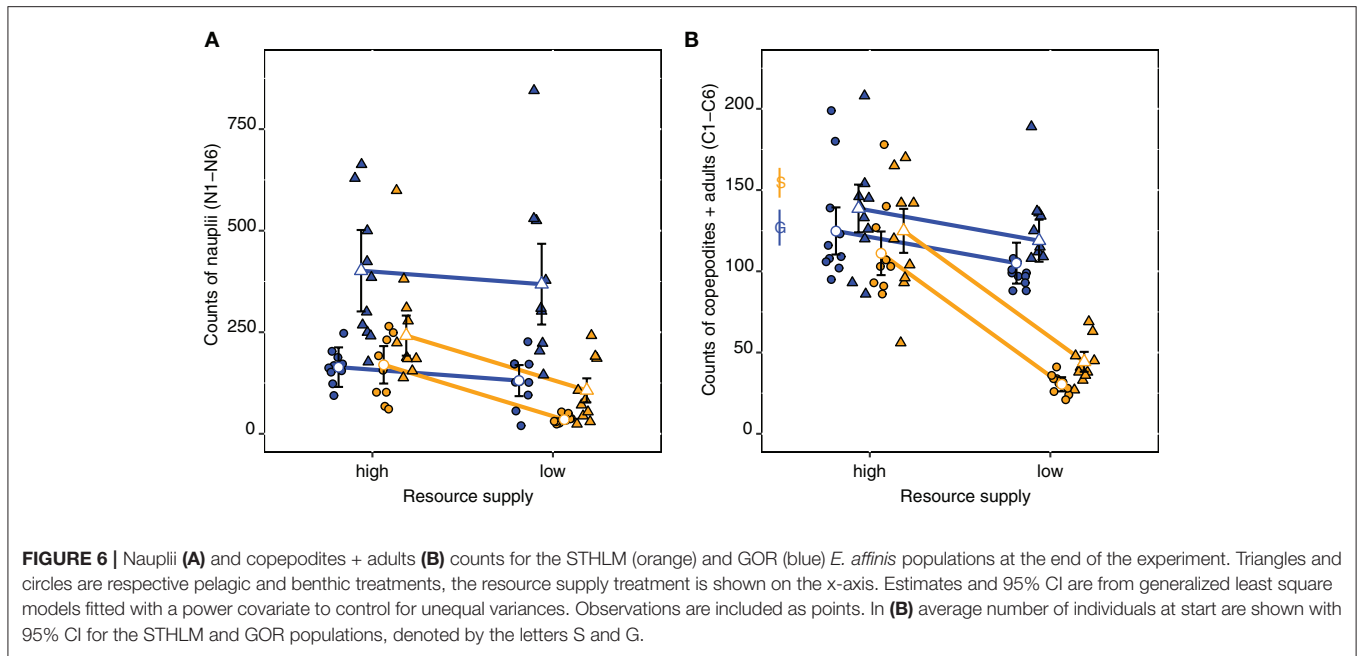 A
B
Counts of nauplii (N1−N6)
750
500
250
0
high
low
Resource supply
Counts of copepodites + adults (C1−C6)
200
150
100
50
0
S
G
high
low
Resource supply
FIGURE 6 | Nauplii (A) and copepodites + adults (B) counts for the STHLM (orange) and GOR (blue) E. affinis populations at the end of the experiment. Triangles and
circles are respective pelagic and benthic treatments, the resource supply treatment is shown on the x-axis. Estimates and 95% CI are from generalized least square
models fitted with a power covariate to control for unequal variances. Observations are included as points. In (B) average number of individuals at start are shown with
95% CI for the STHLM and GOR populations, denoted by the letters S and G.